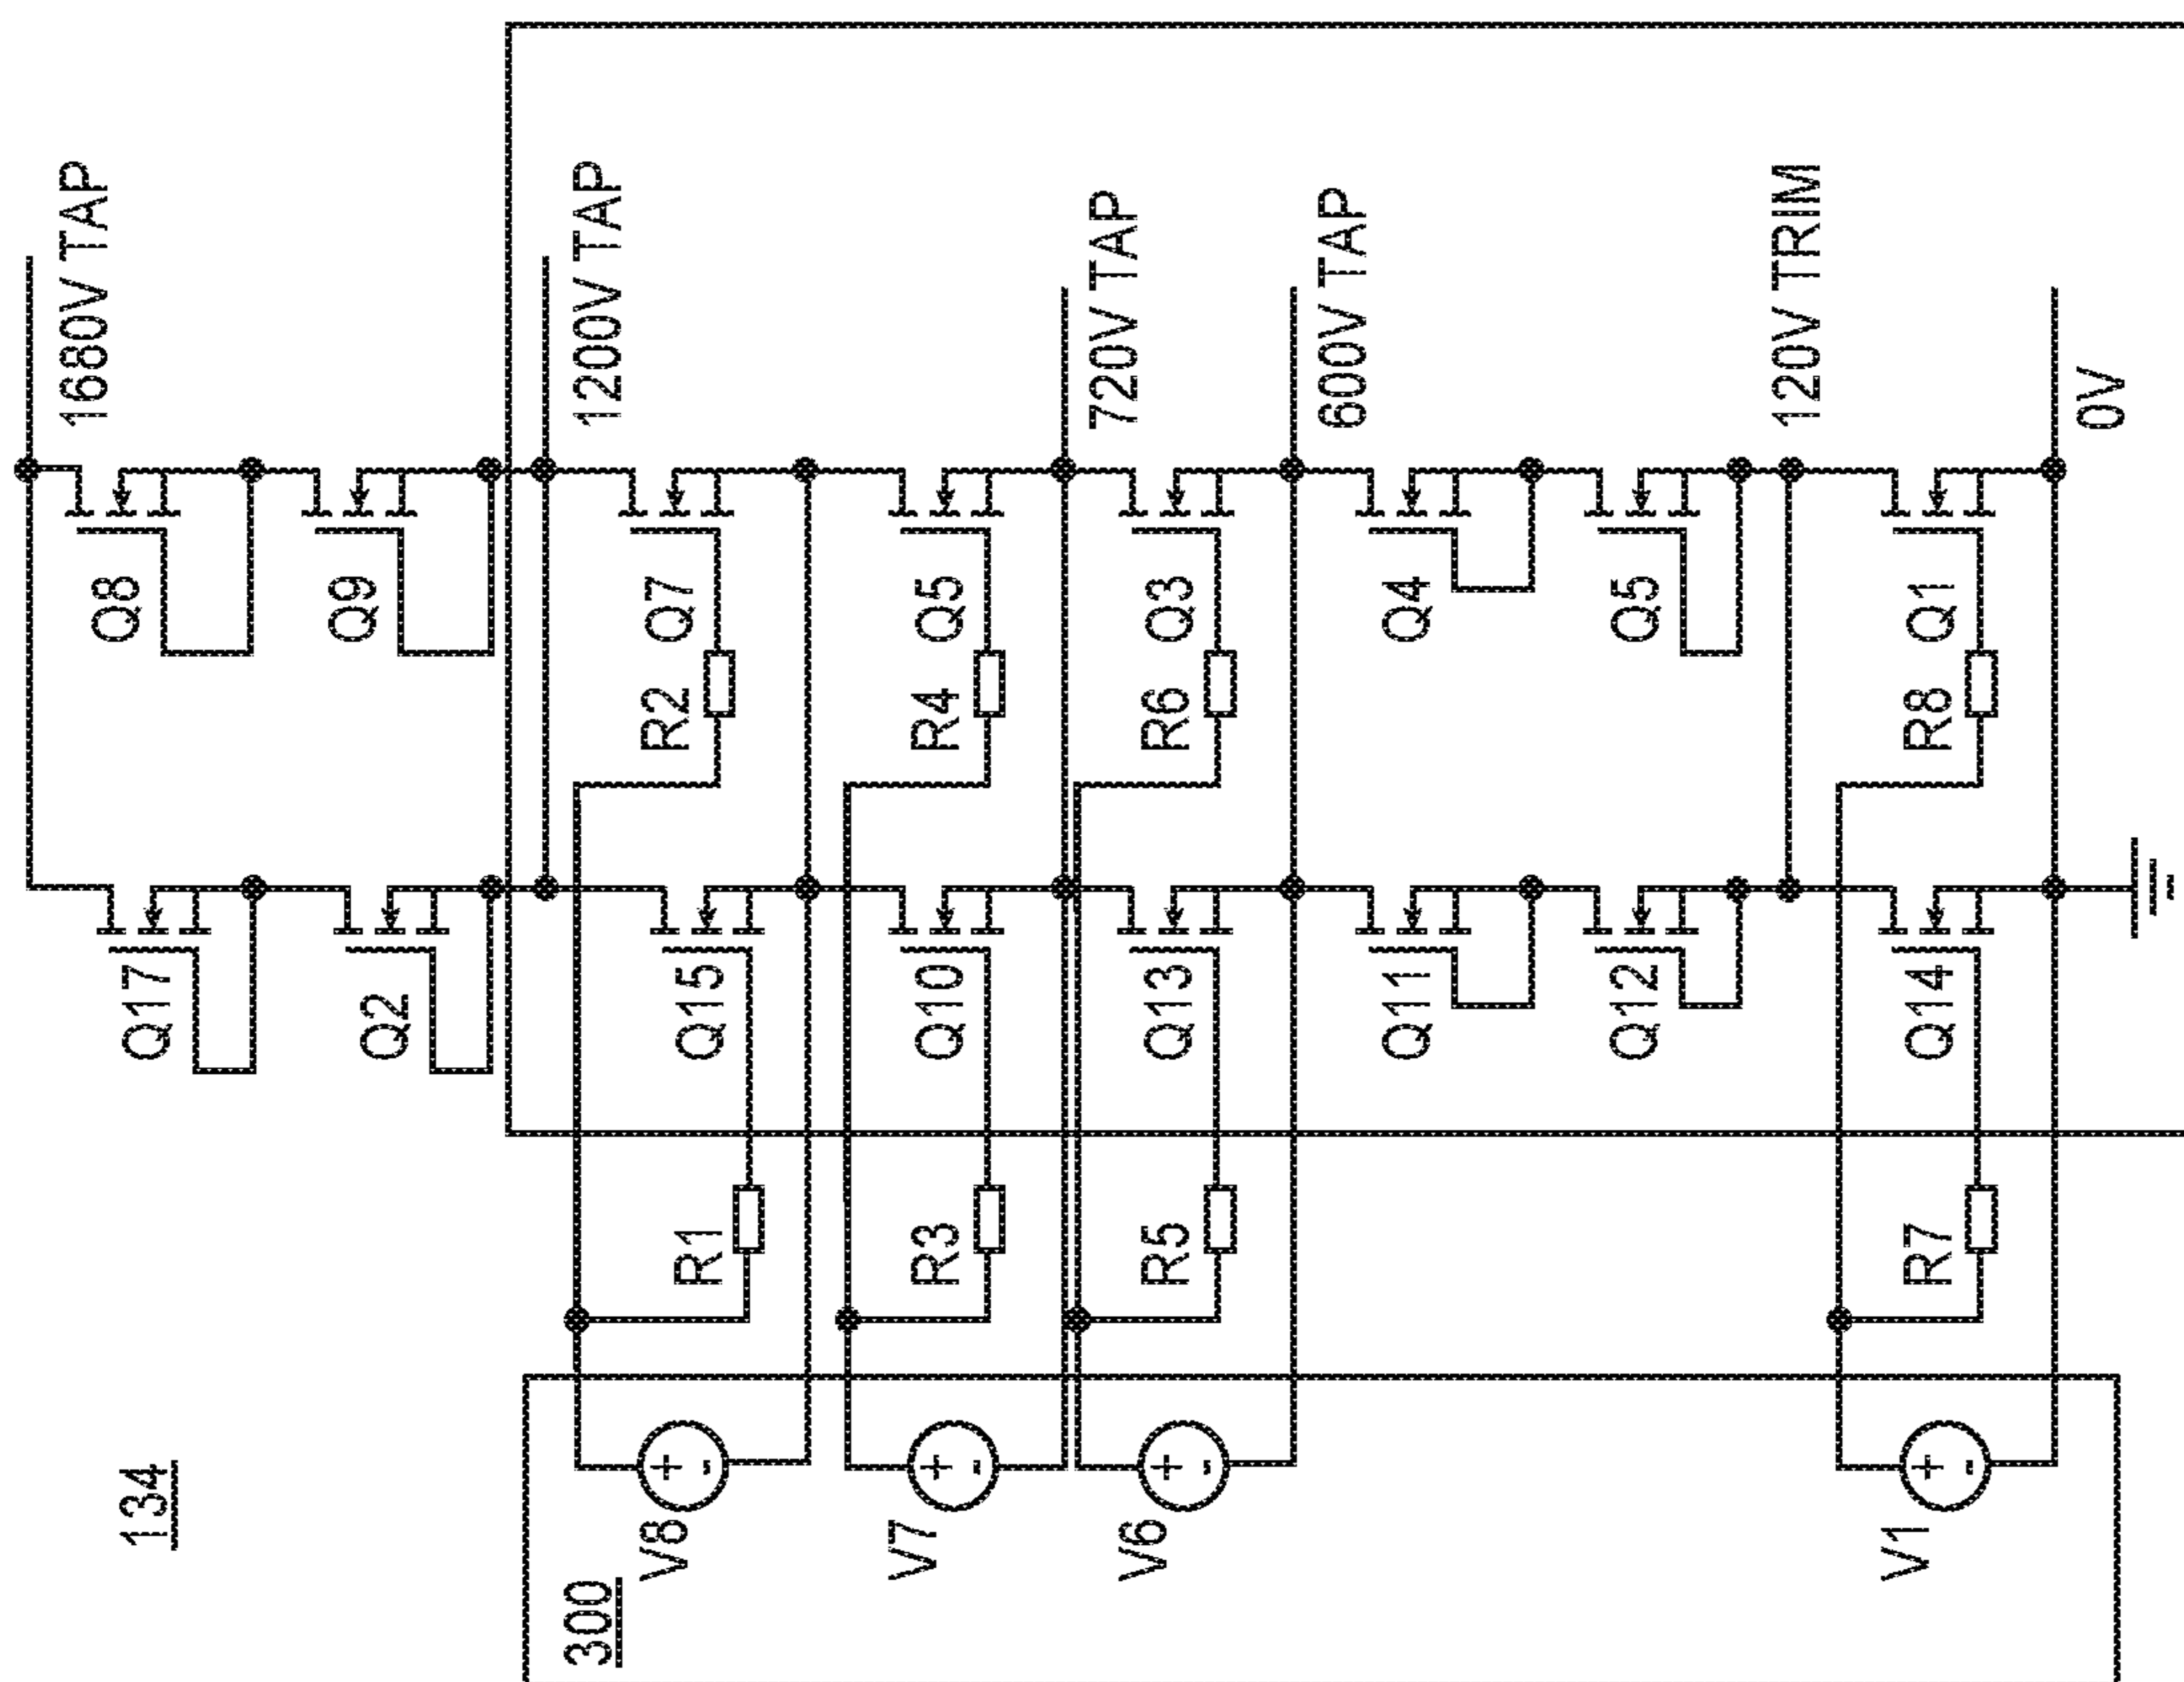 134
300
1680V TAP
1200V TAP
720V TAP
600V TAP
120V TRIM
0V
Q8
Q9
Q7
Q5
Q3
Q4
Q5
Q1
R2
R4
R6
R8
Q17
Q2
Q15
Q10
Q13
Q11
Q12
Q14
R1
R3
R5
R7
V8
+
-
V7
+
-
V6
+
-
V1
+
-